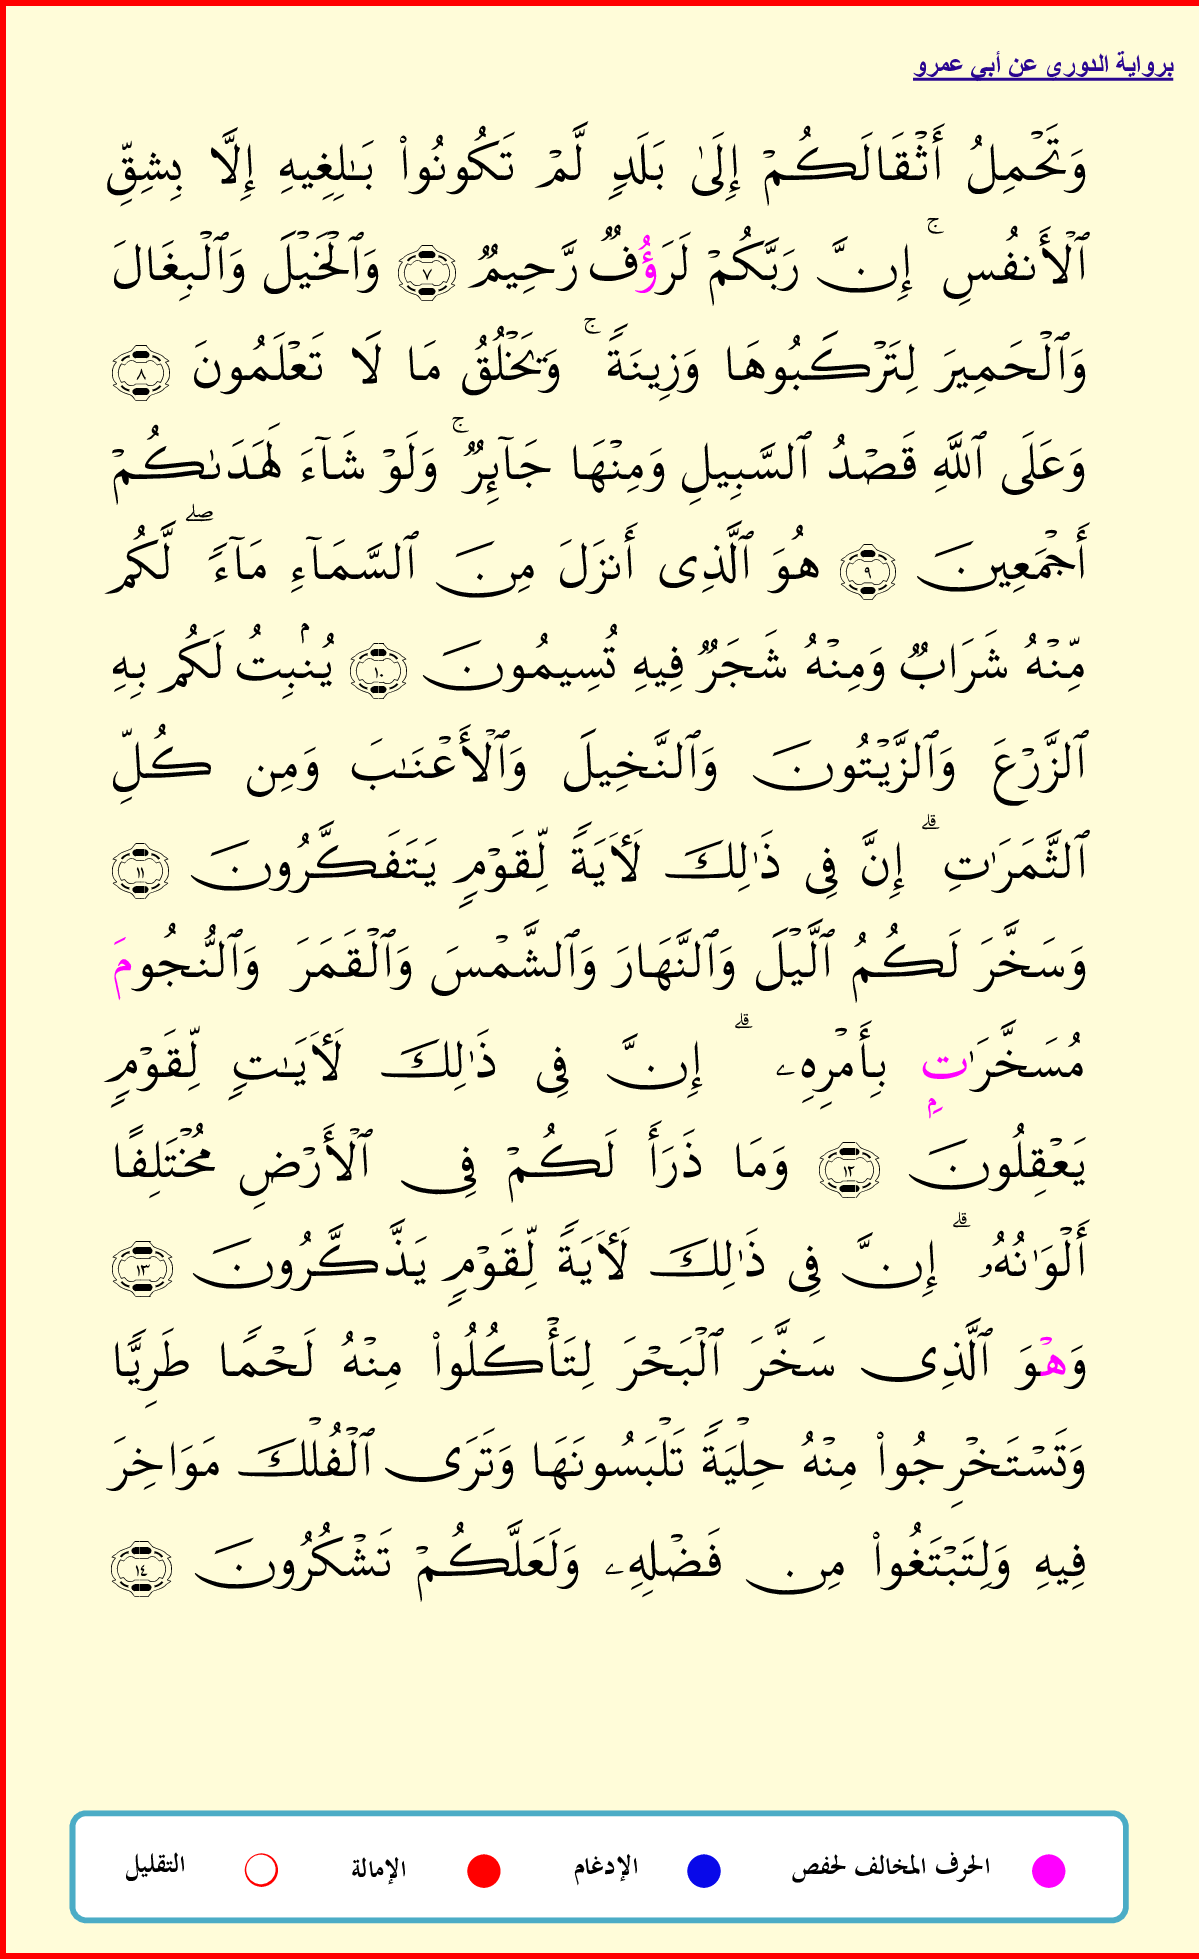 برواية الدورى عن أبى عمرو
وَتَحْمِلُ أَثْقَالَكُمْ إِلَىٰ بَلَدٍ لَّمْ تَكُونُوا۟ بَـٰلِغِيهِ إِلَّا بِشِقِّ
ٱلْأَنفُسِ ۚ إِنَّ رَبَّكُمْ لَرَؤُفٌ رَّحِيمٌ ٧ وَٱلْخَيْلَ وَٱلْبِغَالَ
وَٱلْحَمِيرَ لِتَرْكَبُوهَا وَزِينَةً ۚ وَيَخْلُقُ مَا لَا تَعْلَمُونَ ٨
وَعَلَى ٱللَّهِ قَصْدُ ٱلسَّبِيلِ وَمِنْهَا جَآئِرٌ ۚ وَلَوْ شَآءَ لَهَدَىٰكُمْ
أَجْمَعِينَ ٩ هُوَ ٱلَّذِى أَنزَلَ مِنَ ٱلسَّمَآءِ مَآءً ۖ لَّكُم
مِّنْهُ شَرَابٌ وَمِنْهُ شَجَرٌ فِيهِ تُسِيمُونَ ١٠ يُنۢبِتُ لَكُم بِهِ
ٱلزَّرْعَ وَٱلزَّيْتُونَ وَٱلنَّخِيلَ وَٱلْأَعْنَـٰبَ وَمِن كُلِّ
ٱلثَّمَرَٰتِ ۗ إِنَّ فِى ذَٰلِكَ لَأَيَةً لِّقَوْمٍ يَتَفَكَّرُونَ ١١
وَسَخَّرَ لَكُمُ ٱلَّيْلَ وَٱلنَّهَارَ وَٱلشَّمْسَ وَٱلْقَمَرَ وَٱلنُّجُومَ
مُسَخَّرَٰتِۭ بِأَمْرِهِۦ ۗ إِنَّ فِى ذَٰلِكَ لَأَيَـٰتٍ لِّقَوْمٍ
يَعْقِلُونَ ١٢ وَمَا ذَرَأَ لَكُمْ فِى ٱلْأَرْضِ مُخْتَلِفًا
أَلْوَٰنُهُۥ ۗ إِنَّ فِى ذَٰلِكَ لَأَيَةً لِّقَوْمٍ يَذَّكَّرُونَ ١٣
وَهْوَ ٱلَّذِى سَخَّرَ ٱلْبَحْرَ لِتَأْكُلُوا۟ مِنْهُ لَحْمًا طَرِيًّا
وَتَسْتَخْرِجُوا۟ مِنْهُ حِلْيَةً تَلْبَسُونَهَا وَتَرَى ٱلْفُلْكَ مَوَاخِرَ
فِيهِ وَلِتَبْتَغُوا۟ مِن فَضْلِهِۦ وَلَعَلَّكُمْ تَشْكُرُونَ ١٤
الحرف المخالف لحفص الإدغام الإمالة التقليل